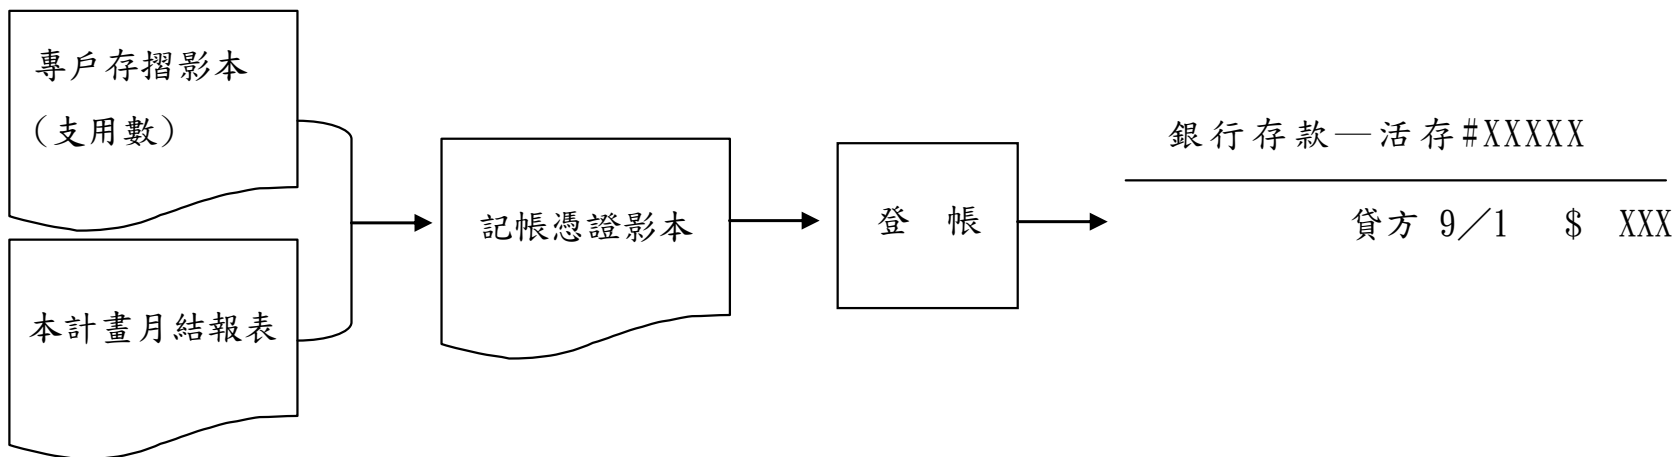 專戶存摺影本
(支用數)
本計畫月結報表
記帳憑證影本
登 帳
銀行存款—活存#XXXXX
貸方 9/1 $ XXX